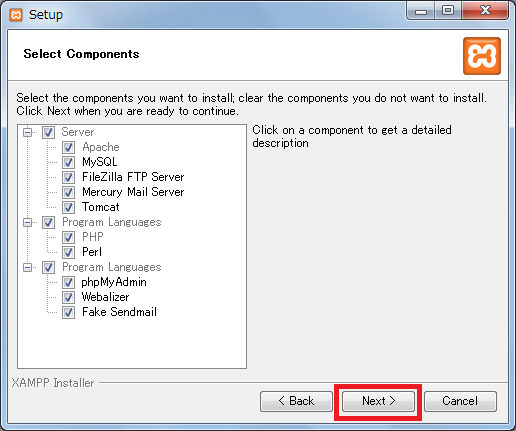 Setup
Select Components
Select the components you want to install; clear the components you do not want to install.
Click Next when you are ready to continue.
Server
Apache
MySQL
FileZilla FTP Server
Mercury Mail Server
Tomcat
Program Languages
PHP
Perl
Program Languages
phpMyAdmin
Webalizer
Fake Sendmail
Click on a component to get a detailed
description
XAMPP Installer
< Back
Next >
Cancel